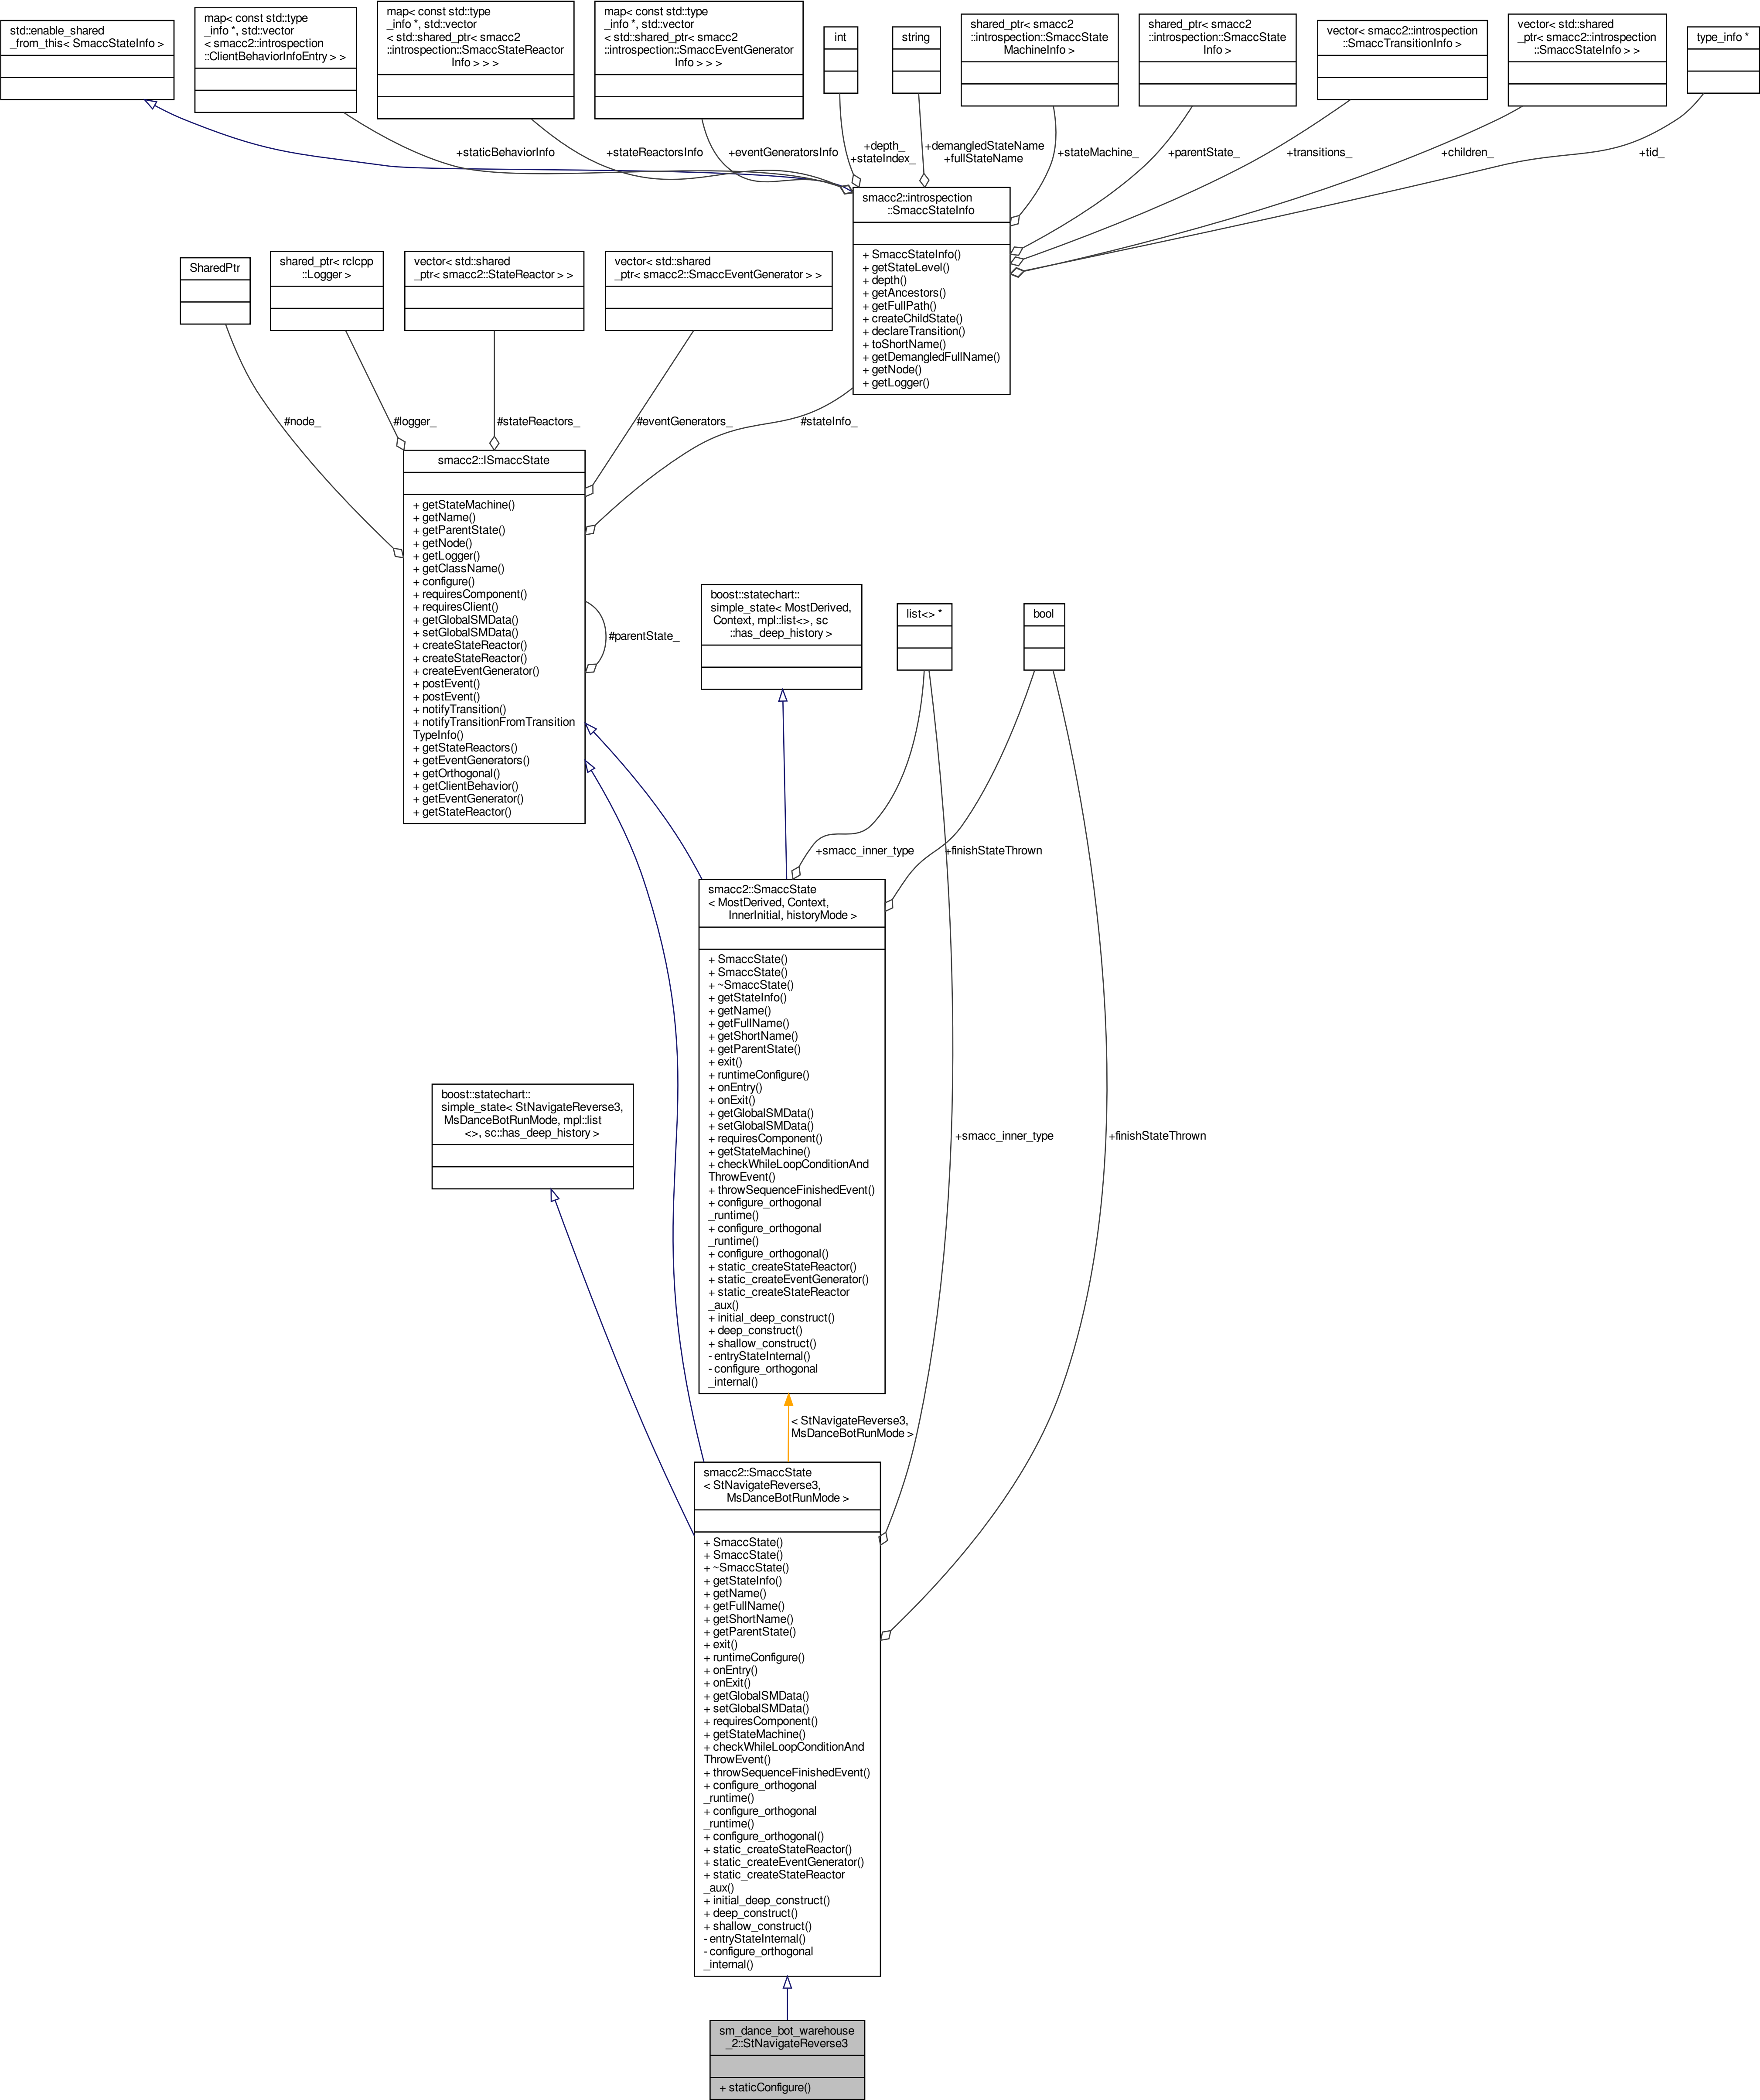 std::enable_shared
_from_this< SmaccStateInfo >
map< const std::type
_info *, std::vector
< smacc2::introspection
::ClientBehaviorInfoEntry > >
map< const std::type
_info *, std::vector
< std::shared_ptr< smacc2
::introspection::SmaccStateReactor
Info > > >
map< const std::type
_info *, std::vector
< std::shared_ptr< smacc2
::introspection::SmaccEventGenerator
Info > > >
int
string
shared_ptr< smacc2
::introspection::SmaccState
MachineInfo >
shared_ptr< smacc2
::introspection::SmaccState
Info >
vector< smacc2::introspection
::SmaccTransitionInfo >
vector< std::shared
_ptr< smacc2::introspection
::SmaccStateInfo > >
type_info *
+staticBehaviorInfo
+stateReactorsInfo
+eventGeneratorsInfo
+depth_
+stateIndex_
+demangledStateName
+fullStateName
+stateMachine_
+parentState_
+transitions_
+children_
+tid_
smacc2::introspection
::SmaccStateInfo
+ SmaccStateInfo()
+ getStateLevel()
+ depth()
+ getAncestors()
+ getFullPath()
+ createChildState()
+ declareTransition()
+ toShortName()
+ getDemangledFullName()
+ getNode()
+ getLogger()
SharedPtr
shared_ptr< rclcpp
::Logger >
vector< std::shared
_ptr< smacc2::StateReactor > >
vector< std::shared
_ptr< smacc2::SmaccEventGenerator > >
#node_
#logger_
#stateReactors_
#eventGenerators_
#stateInfo_
smacc2::ISmaccState
+ getStateMachine()
+ getName()
+ getParentState()
+ getNode()
+ getLogger()
+ getClassName()
+ configure()
+ requiresComponent()
+ requiresClient()
+ getGlobalSMData()
+ setGlobalSMData()
+ createStateReactor()
+ createStateReactor()
+ createEventGenerator()
+ postEvent()
+ postEvent()
+ notifyTransition()
+ notifyTransitionFromTransition
TypeInfo()
+ getStateReactors()
+ getEventGenerators()
+ getOrthogonal()
+ getClientBehavior()
+ getEventGenerator()
+ getStateReactor()
#parentState_
boost::statechart::
simple_state< MostDerived,
Context, mpl::list<>, sc
::has_deep_history >
list<> *
bool
+smacc_inner_type
+finishStateThrown
smacc2::SmaccState
< MostDerived, Context,
InnerInitial, historyMode >
+ SmaccState()
+ SmaccState()
+ ~SmaccState()
+ getStateInfo()
+ getName()
+ getFullName()
+ getShortName()
+ getParentState()
+ exit()
+ runtimeConfigure()
+ onEntry()
+ onExit()
+ getGlobalSMData()
+ setGlobalSMData()
+ requiresComponent()
+ getStateMachine()
+ checkWhileLoopConditionAnd
ThrowEvent()
+ throwSequenceFinishedEvent()
+ configure_orthogonal
_runtime()
+ configure_orthogonal
_runtime()
+ configure_orthogonal()
+ static_createStateReactor()
+ static_createEventGenerator()
+ static_createStateReactor
_aux()
+ initial_deep_construct()
+ deep_construct()
+ shallow_construct()
- entryStateInternal()
- configure_orthogonal
_internal()
boost::statechart::
simple_state< StNavigateReverse3,
MsDanceBotRunMode, mpl::list
<>, sc::has_deep_history >
+smacc_inner_type
+finishStateThrown
< StNavigateReverse3,
MsDanceBotRunMode >
smacc2::SmaccState
< StNavigateReverse3,
MsDanceBotRunMode >
+ SmaccState()
+ SmaccState()
+ ~SmaccState()
+ getStateInfo()
+ getName()
+ getFullName()
+ getShortName()
+ getParentState()
+ exit()
+ runtimeConfigure()
+ onEntry()
+ onExit()
+ getGlobalSMData()
+ setGlobalSMData()
+ requiresComponent()
+ getStateMachine()
+ checkWhileLoopConditionAnd
ThrowEvent()
+ throwSequenceFinishedEvent()
+ configure_orthogonal
_runtime()
+ configure_orthogonal
_runtime()
+ configure_orthogonal()
+ static_createStateReactor()
+ static_createEventGenerator()
+ static_createStateReactor
_aux()
+ initial_deep_construct()
+ deep_construct()
+ shallow_construct()
- entryStateInternal()
- configure_orthogonal
_internal()
sm_dance_bot_warehouse
_2::StNavigateReverse3
+ staticConfigure()